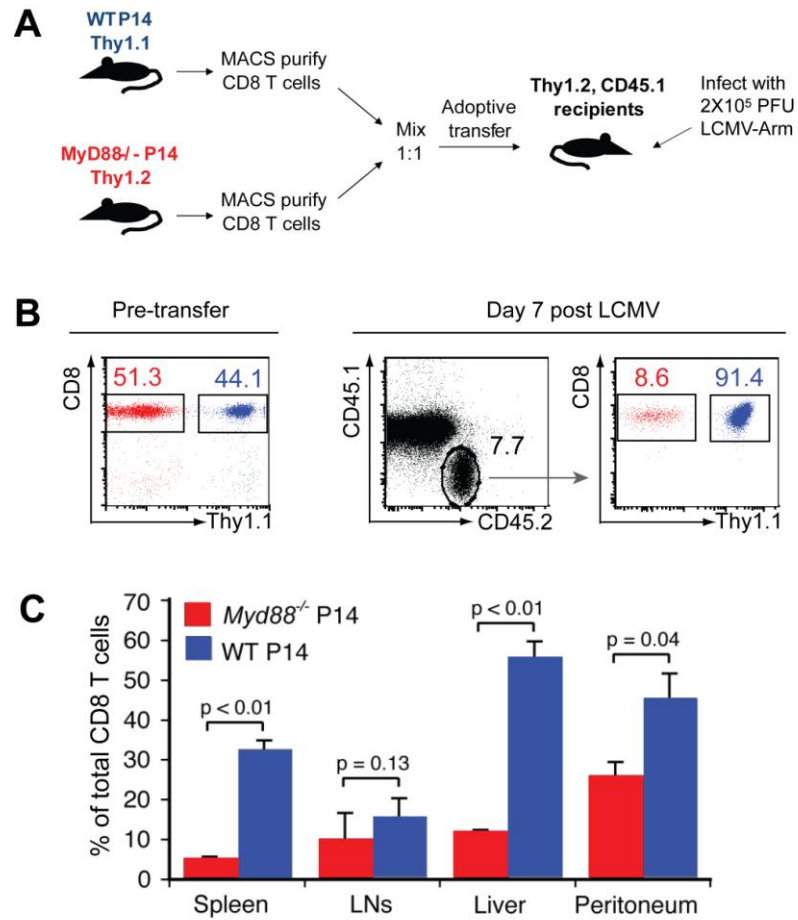 A
WT P14
Thy1.1
MACS purify
CD8 T cells
MyD88-/- P14
Thy1.2
MACS purify
CD8 T cells
Mix
1:1
Adoptive
transfer
Thy1.2, CD45.1
recipients
Infect with
2X10⁵ PFU
LCMV-Arm
B
Pre-transfer
Day 7 post LCMV
CD8
51.3
44.1
Thy1.1
CD45.1
7.7
CD45.2
CD8
8.6
91.4
Thy1.1
C
% of total CD8 T cells
70
60
50
40
30
20
10
0
Myd88-/- P14
WT P14
p < 0.01
p = 0.13
p < 0.01
p = 0.04
Spleen
LNs
Liver
Peritoneum